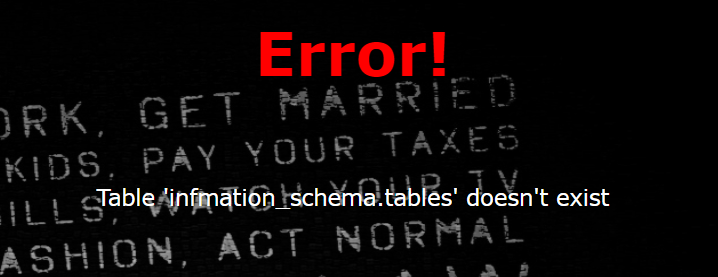 Error!
ORK, GET MARRIED
KIDS, PAY YOUR TAXES
Table 'infmation_schema.tables' doesn't exist
ILLS, WATCH YOUR TV
ASHION, ACT NORMAL